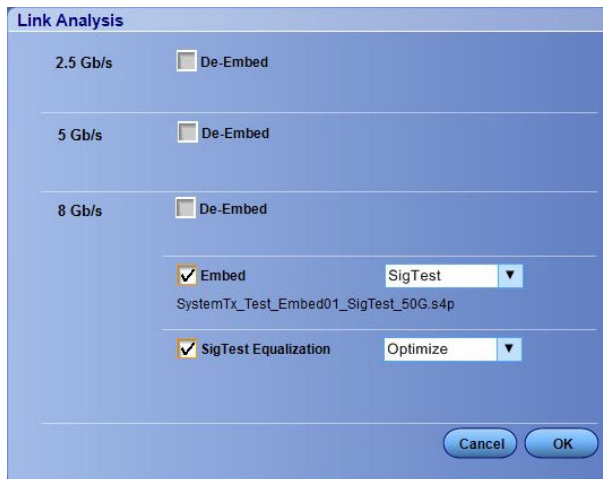 Link Analysis
2.5 Gb/s De-Embed
5 Gb/s De-Embed
8 Gb/s De-Embed
Embed SigTest
SystemTx_Test_Embed01_SigTest_50G.s4p
SigTest Equalization Optimize
Cancel OK